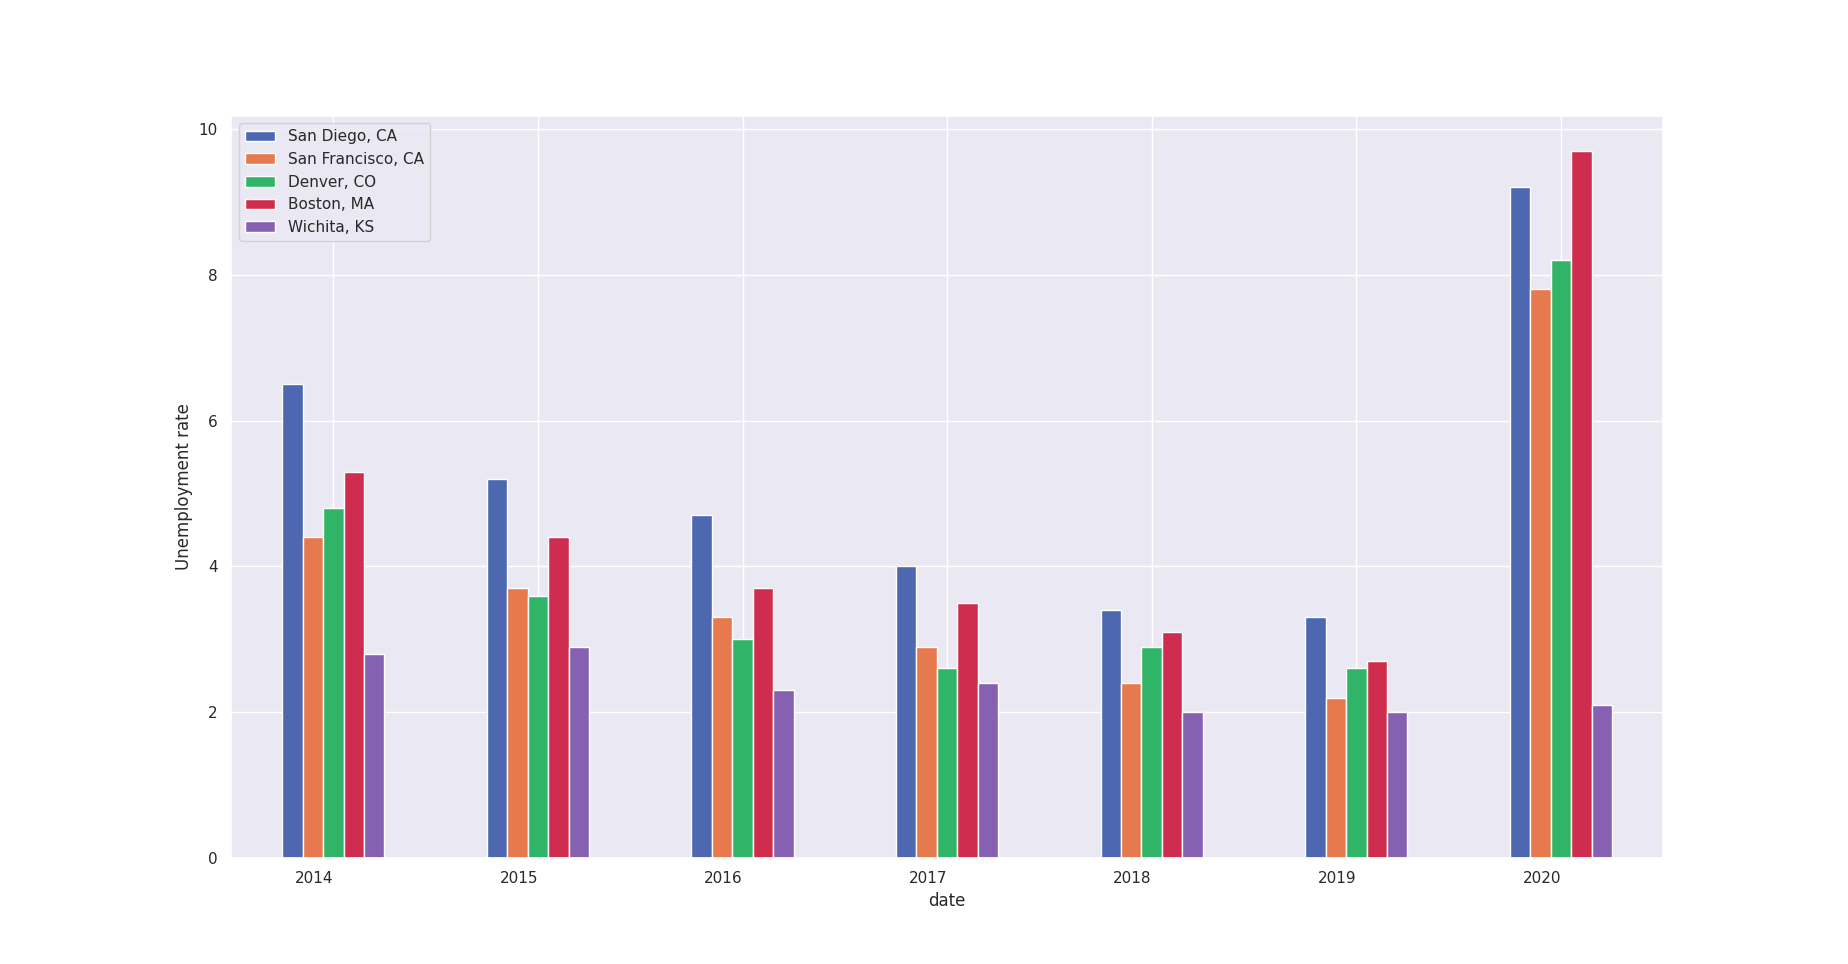 10
8
6
4
2
0
Unemployment rate
San Diego, CA
San Francisco, CA
Denver, CO
Boston, MA
Wichita, KS
2014 2015 2016 2017 2018 2019 2020
date